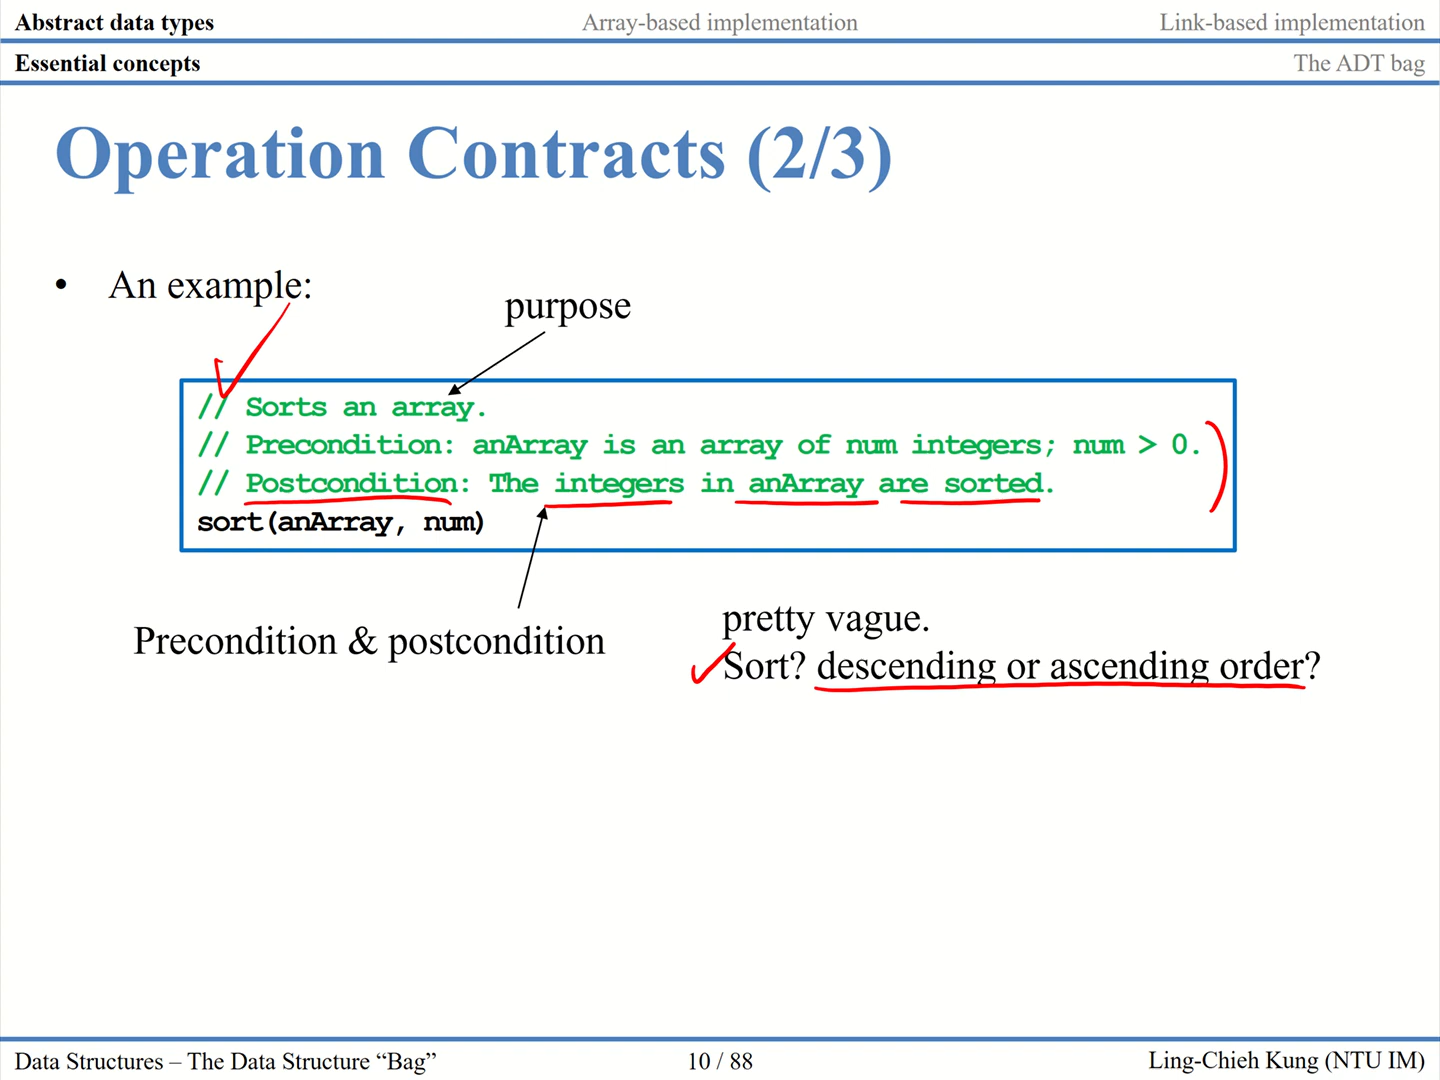 Abstract data types Array-based implementation Link-based implementation
Essential concepts The ADT bag
Operation Contracts (2/3)
• An example:
purpose
// Sorts an array.
// Precondition: anArray is an array of num integers; num > 0.
// Postcondition: The integers in anArray are sorted.
sort(anArray, num)
Precondition & postcondition
pretty vague.
Sort? descending or ascending order?
Data Structures – The Data Structure “Bag” 10 / 88 Ling-Chieh Kung (NTU IM)